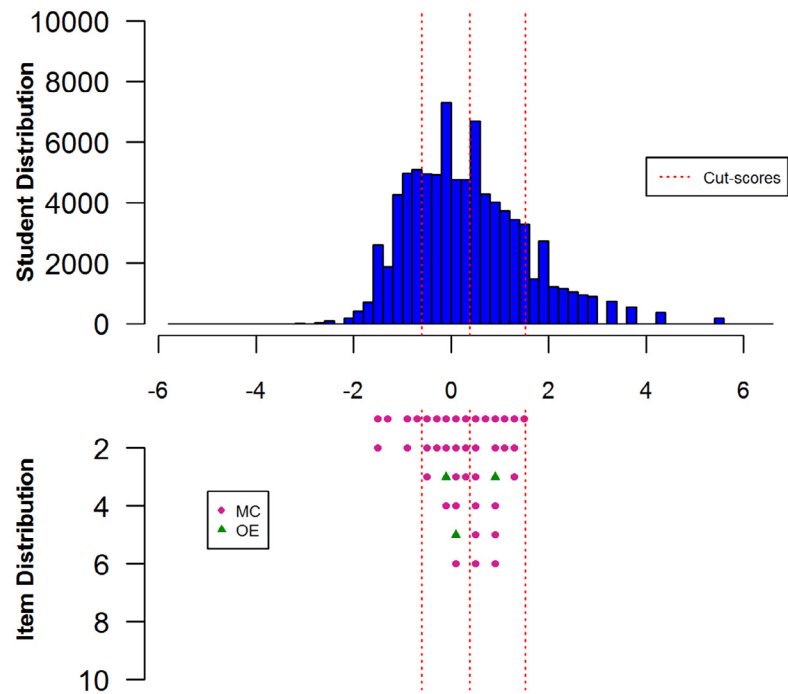 10000
8000
6000
4000
2000
0
Student Distribution
Cut-scores
-6 -4 -2 0 2 4 6
2
4
6
8
10
Item Distribution
MC
OE